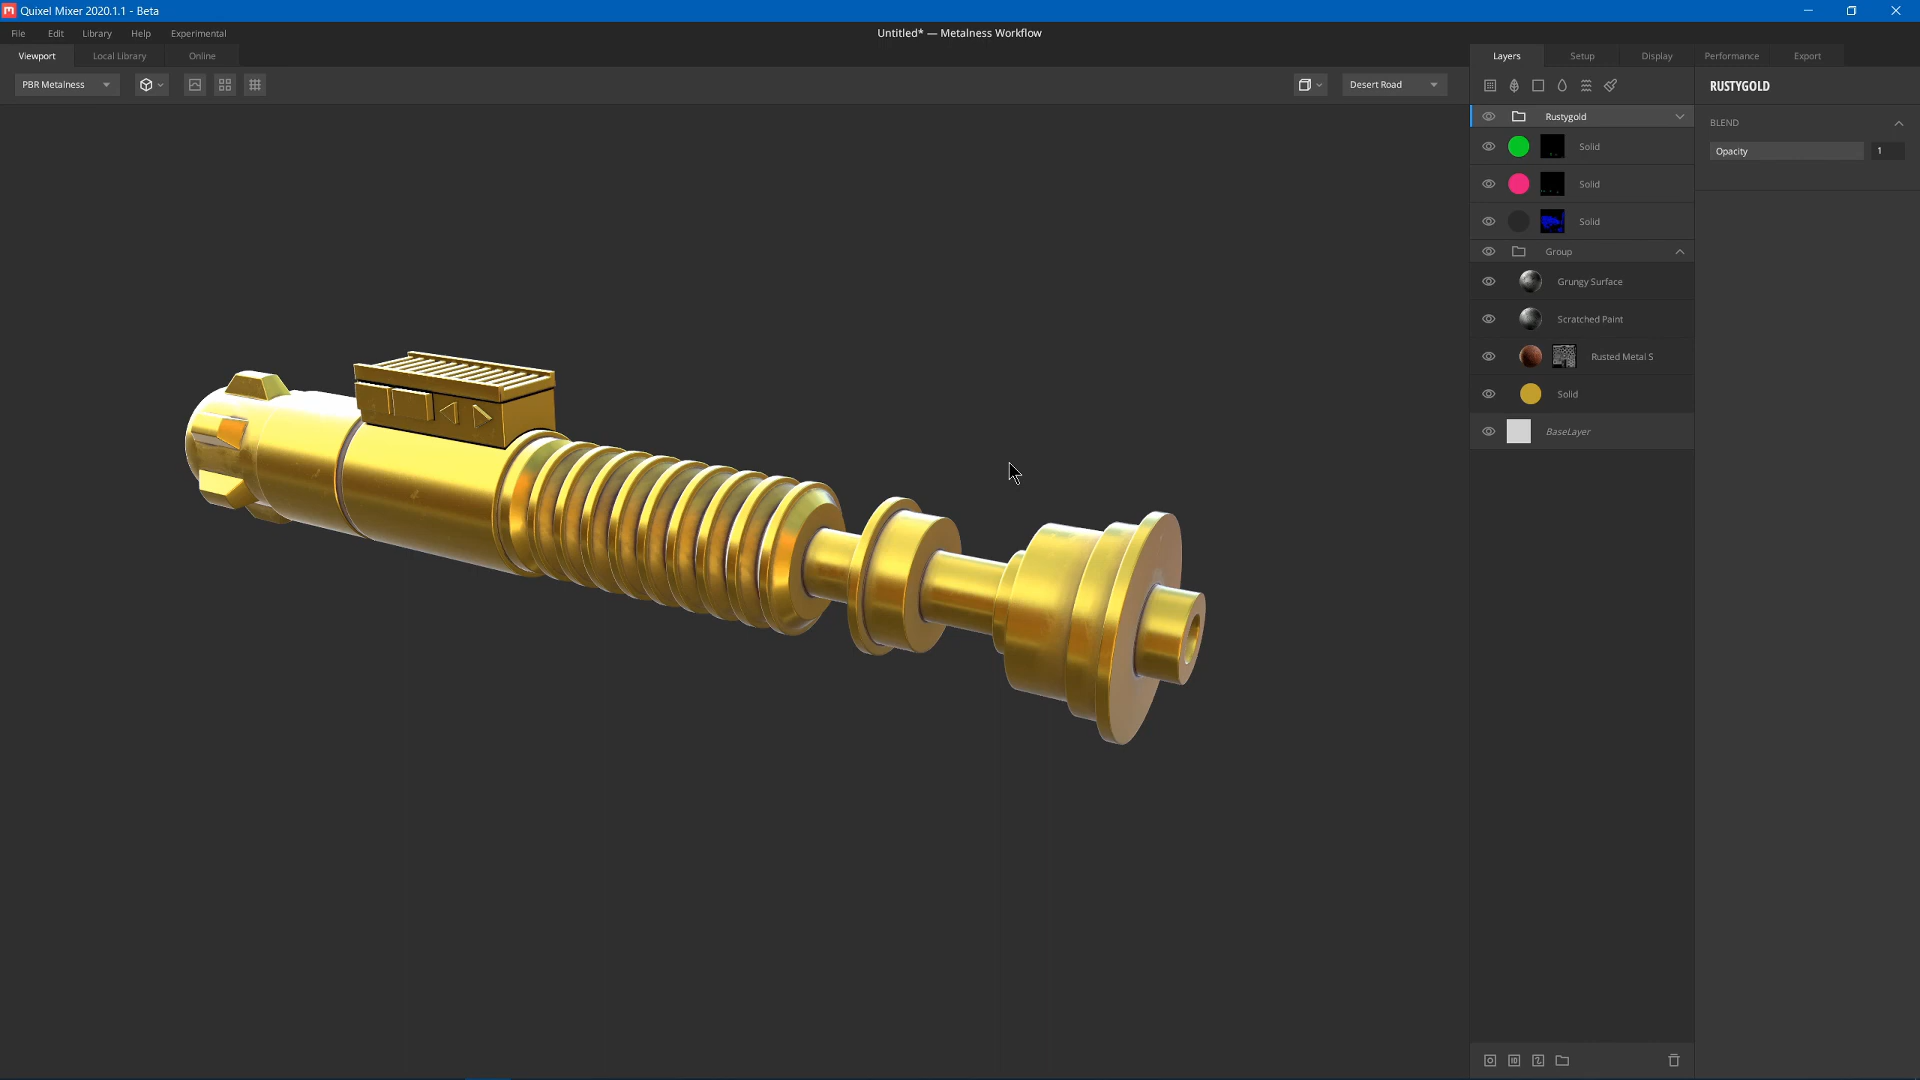 Quixel Mixer 2020.1.1 - Beta
File Edit Library Help Experimental
Untitled* — Metalness Workflow
Viewport Local Library Online
Layers Setup Display Performance Export
PBR Metalness
Desert Road
RUSTYGOLD
Rustygold
BLEND
Opacity 1
Solid
Solid
Solid
Group
Grungy Surface
Scratched Paint
Rusted Metal S
Solid
BaseLayer